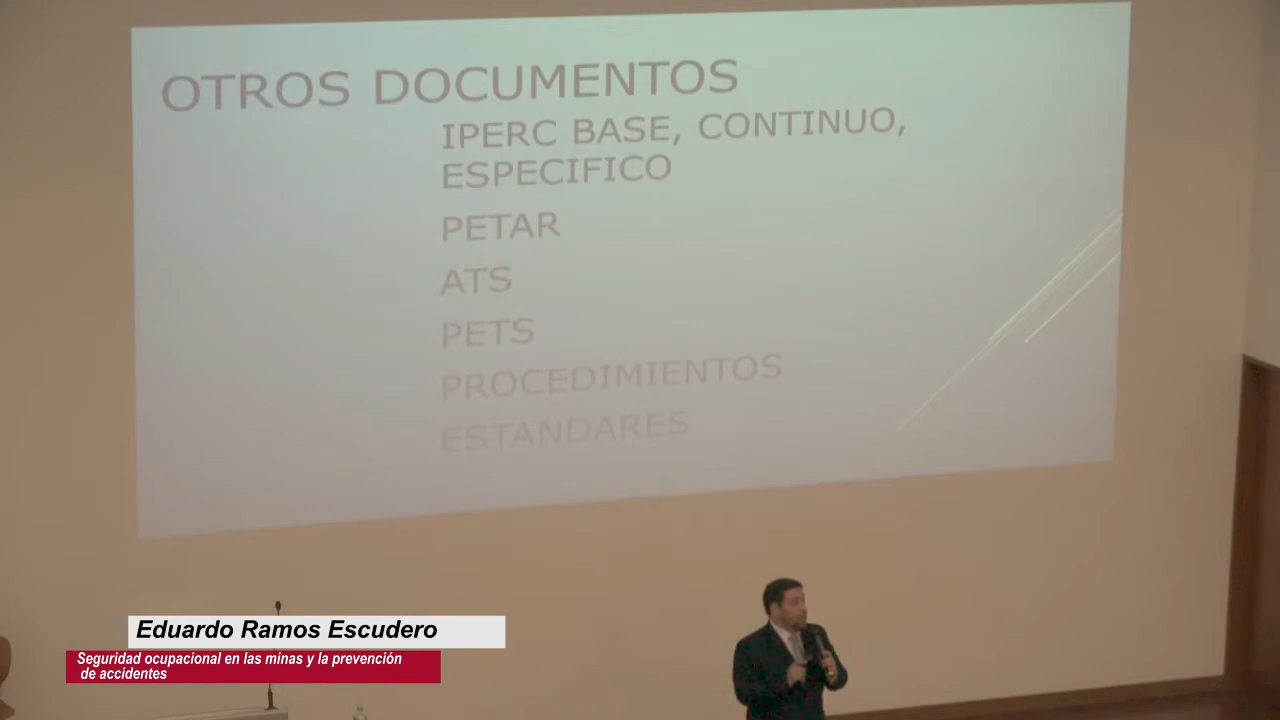 OTROS DOCUMENTOS
IPERC BASE, CONTINUO,
ESPECIFICO
PETAR
ATS
PETS
PROCEDIMIENTOS
ESTANDARES
Eduardo Ramos Escudero
Seguridad ocupacional en las minas y la prevención
de accidentes